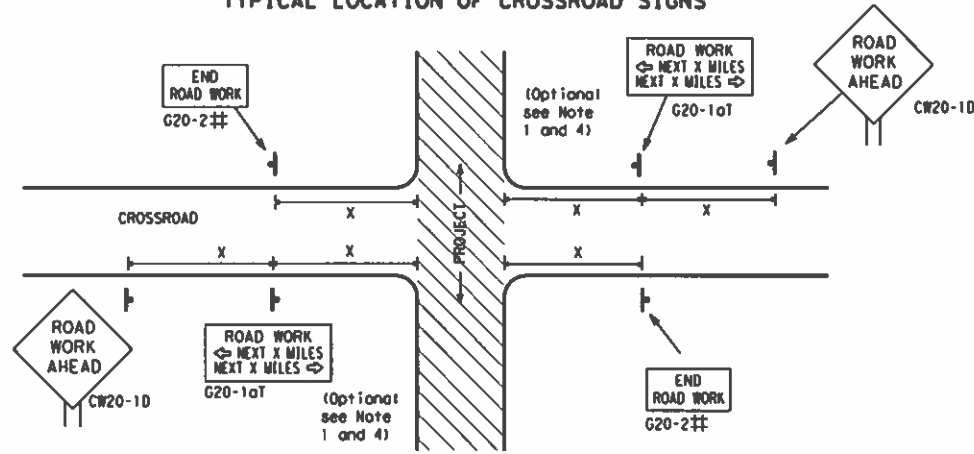 TYPICAL LOCATION OF CROSSROAD SIGNS
END
ROAD WORK
G20-2#
(Optional
see Note
1 and 4)
ROAD WORK
⇦ NEXT X MILES
NEXT X MILES ⇨
G20-1aT
ROAD
WORK
AHEAD
CW20-1D
CROSSROAD
X
X
X
PROJECT
X
X
X
ROAD
WORK
AHEAD
CW20-1D
ROAD WORK
⇦ NEXT X MILES
NEXT X MILES ⇨
G20-1aT
(Optional
see Note
1 and 4)
END
ROAD WORK
G20-2#